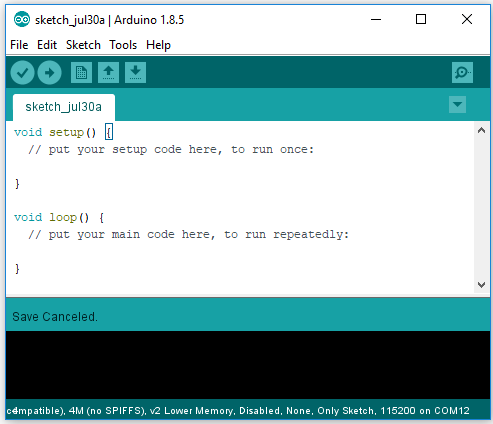 sketch_jul30a | Arduino 1.8.5
File Edit Sketch Tools Help
sketch_jul30a
void setup() {
// put your setup code here, to run once:
}
void loop() {
// put your main code here, to run repeatedly:
}
Save Canceled.
mpatible), 4M (no SPIFFS), v2 Lower Memory, Disabled, None, Only Sketch, 115200 on COM12